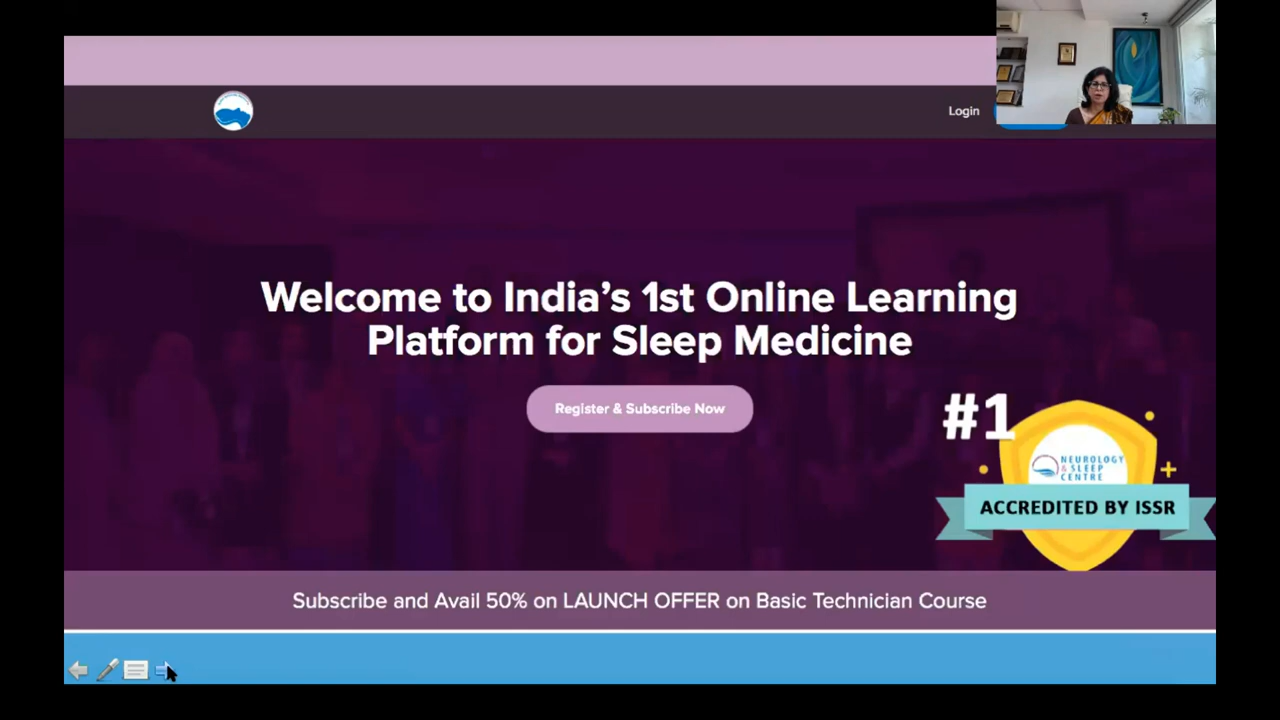 Login
Welcome to India's 1st Online Learning
Platform for Sleep Medicine
Register & Subscribe Now
#1
NEUROLOGY
& SLEEP
CENTRE
ACCREDITED BY ISSR
Subscribe and Avail 50% on LAUNCH OFFER on Basic Technician Course